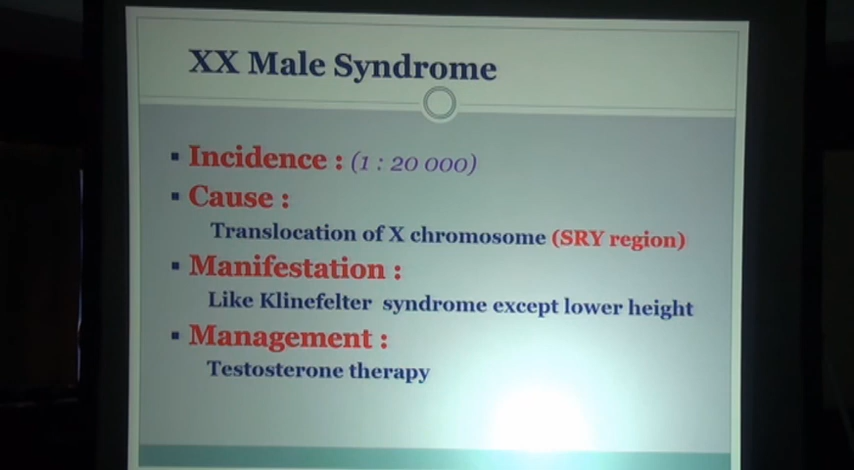 XX Male Syndrome
▪ Incidence : (1 : 20 000)
▪ Cause :
Translocation of X chromosome (SRY region)
▪ Manifestation :
Like Klinefelter syndrome except lower height
▪ Management :
Testosterone therapy